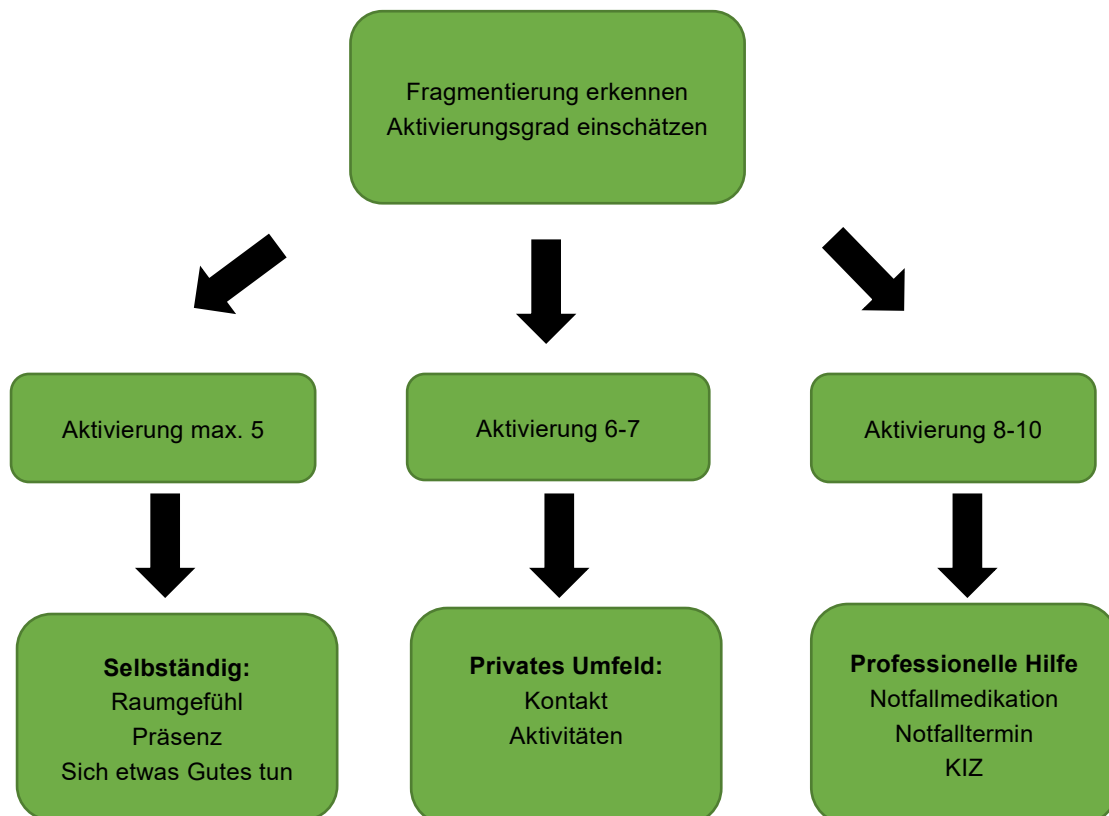 Fragmentierung erkennen
Aktivierungsgrad einschätzen
Aktivierung max. 5
Aktivierung 6-7
Aktivierung 8-10
Selbständig:
Raumgefühl
Präsenz
Sich etwas Gutes tun
Privates Umfeld:
Kontakt
Aktivitäten
Professionelle Hilfe
Notfallmedikation
Notfalltermin
KIZ